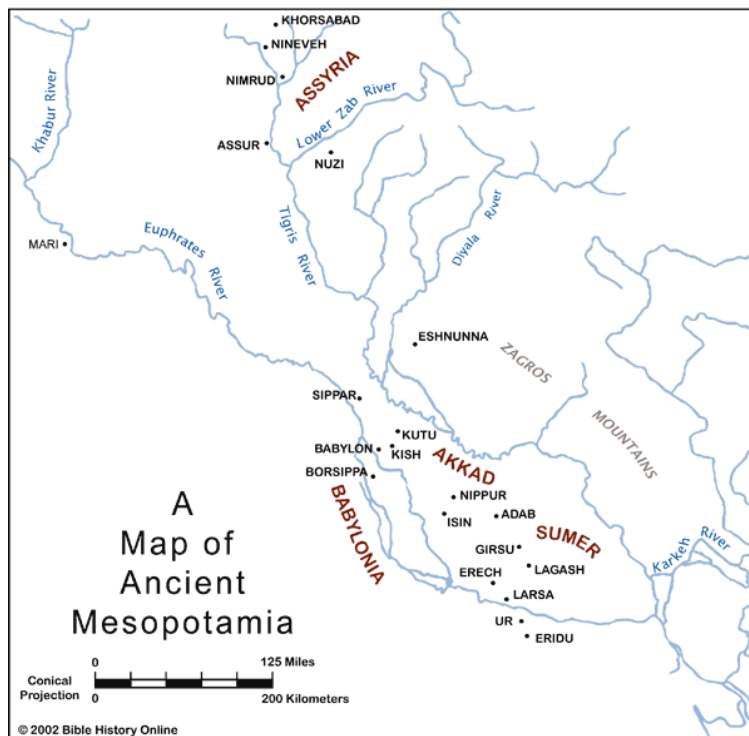 KHORSABAD
NINEVEH
NIMRUD
ASSYRIA
Khabur River
Lower Zab River
ASSUR
NUZI
MARI
Euphrates River
Tigris River
Diyala River
ESHNUNNA
ZAGROS
MOUNTAINS
SIPPAR
KUTU
BABYLON
KISH
AKKAD
BORSIPPA
BABYLONIA
NIPPUR
ISIN
ADAB
SUMER
GIRSU
LAGASH
ERECH
LARSA
UR
ERIDU
Karkeh River
A
Map of
Ancient
Mesopotamia
0 125 Miles
Conical
Projection
0 200 Kilometers
© 2002 Bible History Online